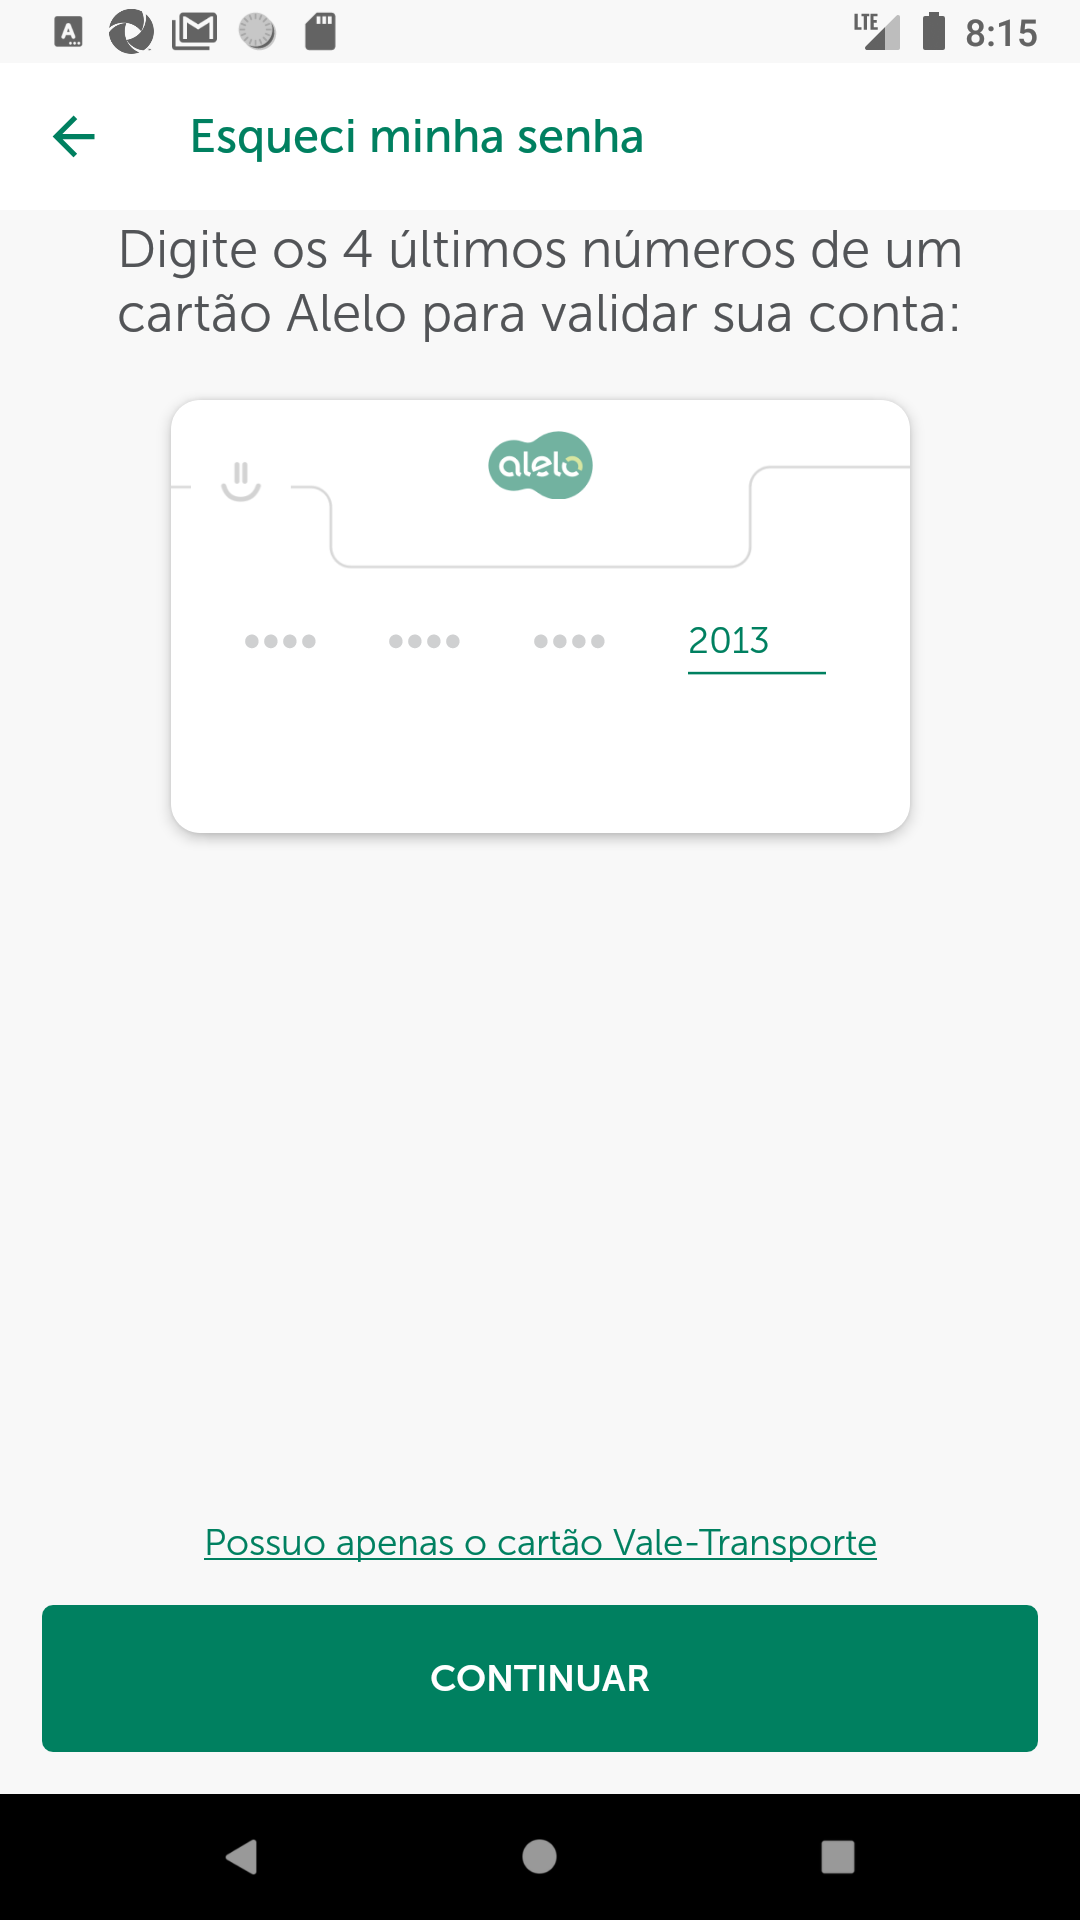 LTE 8:15
Esqueci minha senha
Digite os 4 últimos números de um
cartão Alelo para validar sua conta:
alelo
2013
Possuo apenas o cartão Vale-Transporte
CONTINUAR